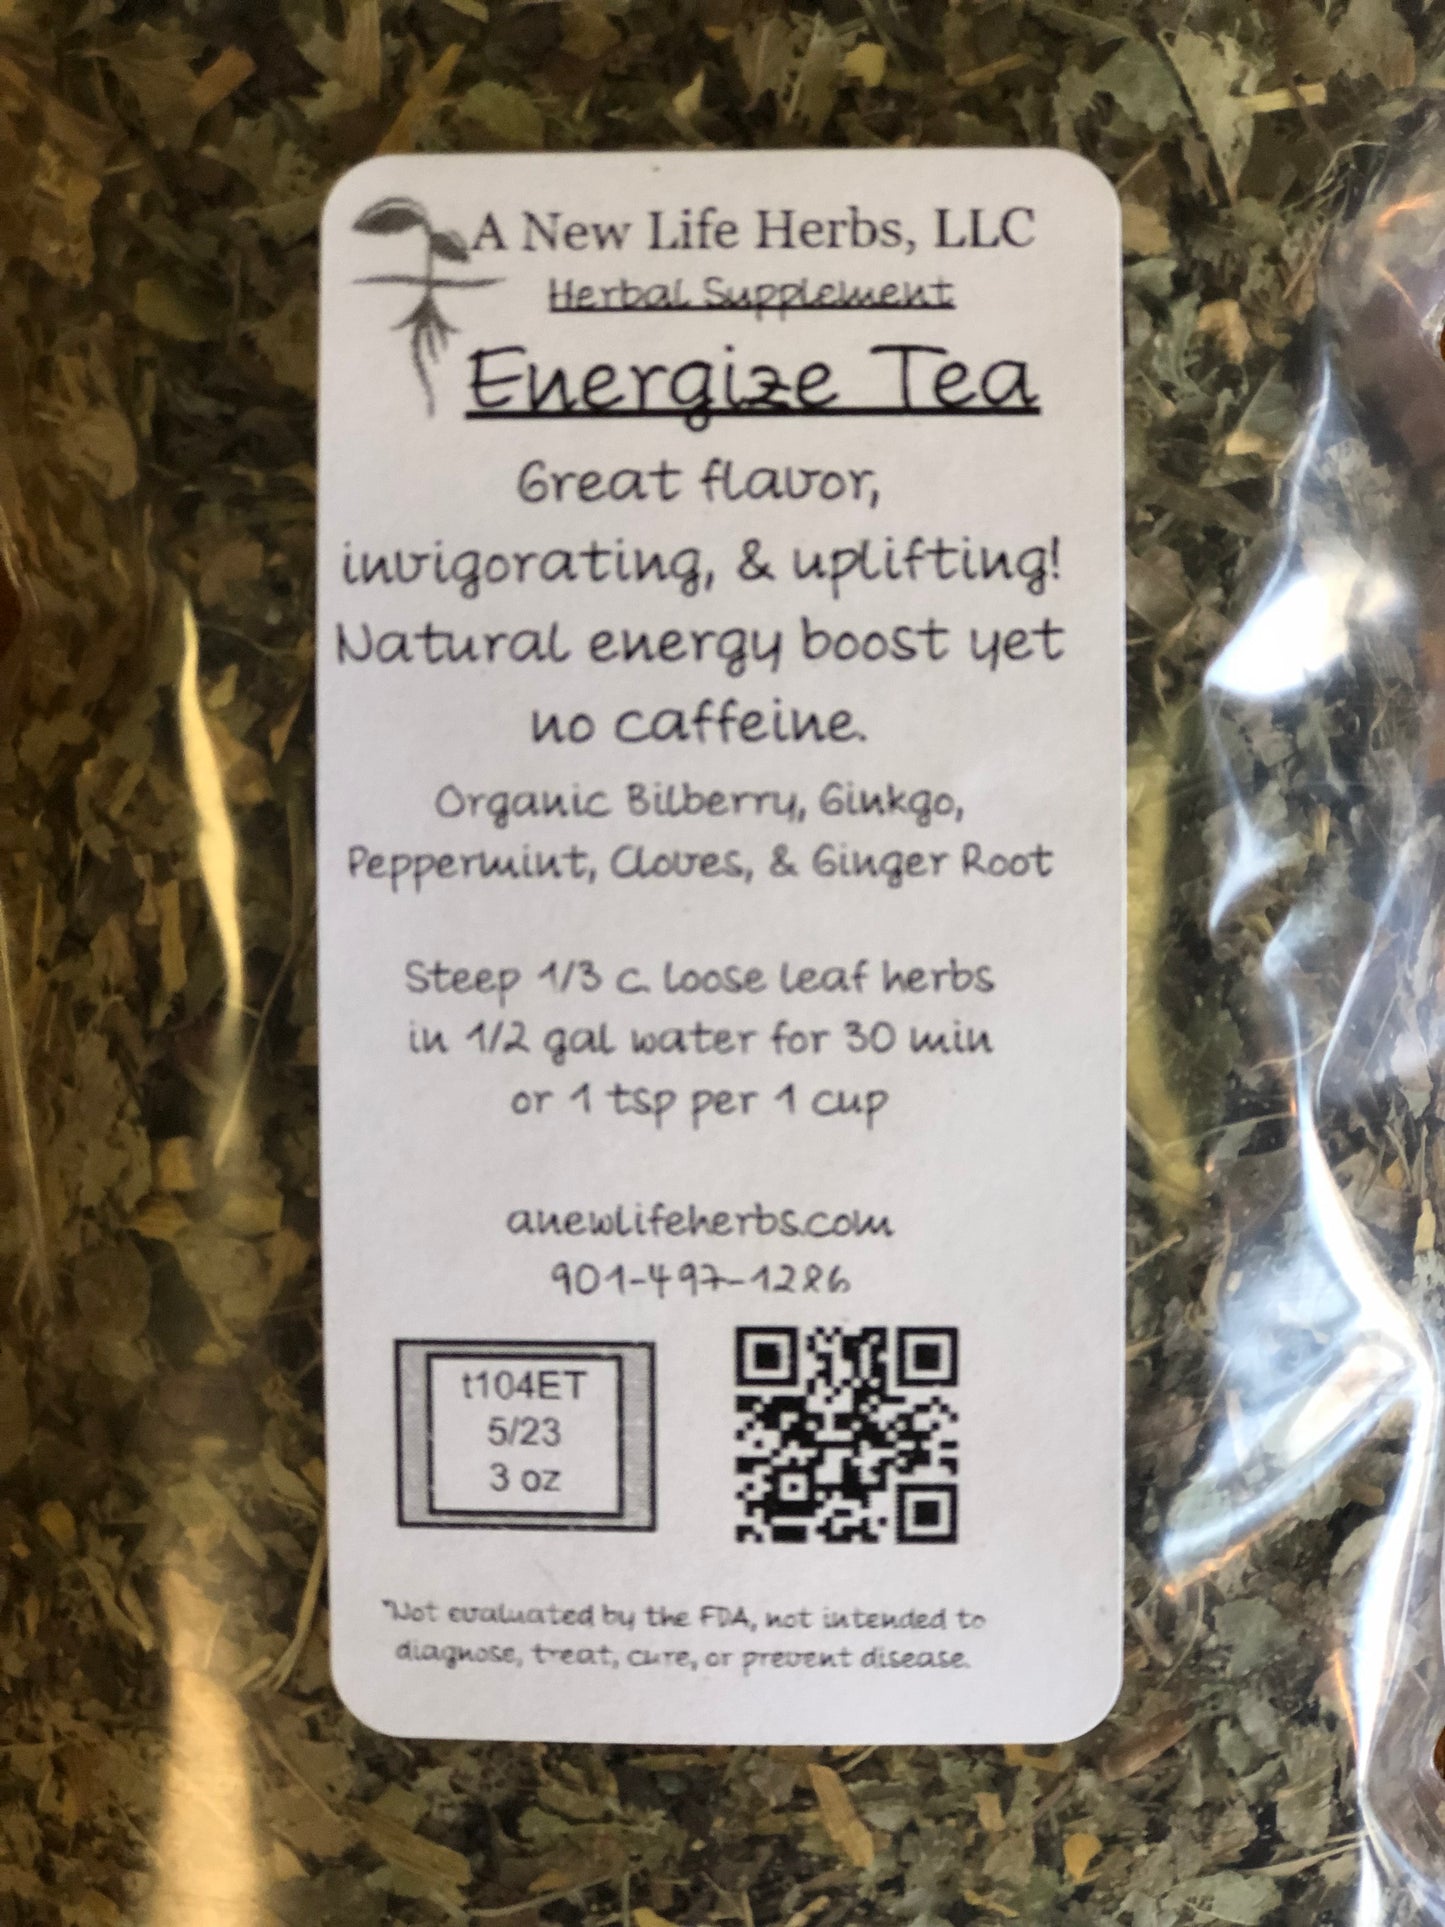 A New Life Herbs, LLC
Herbal Supplement
Energize Tea
Great flavor,
invigorating, & uplifting!
Natural energy boost yet
no caffeine.
Organic Bilberry, Ginkgo,
Peppermint, Cloves, & Ginger Root
Steep 1/3 c. loose leaf herbs
in 1/2 gal water for 30 min
or 1 tsp per 1 cup
anewlifeherbs.com
901-497-1286
t104ET
5/23
3 oz
*Not evaluated by the FDA, not intended to
diagnose, treat, cure, or prevent disease.